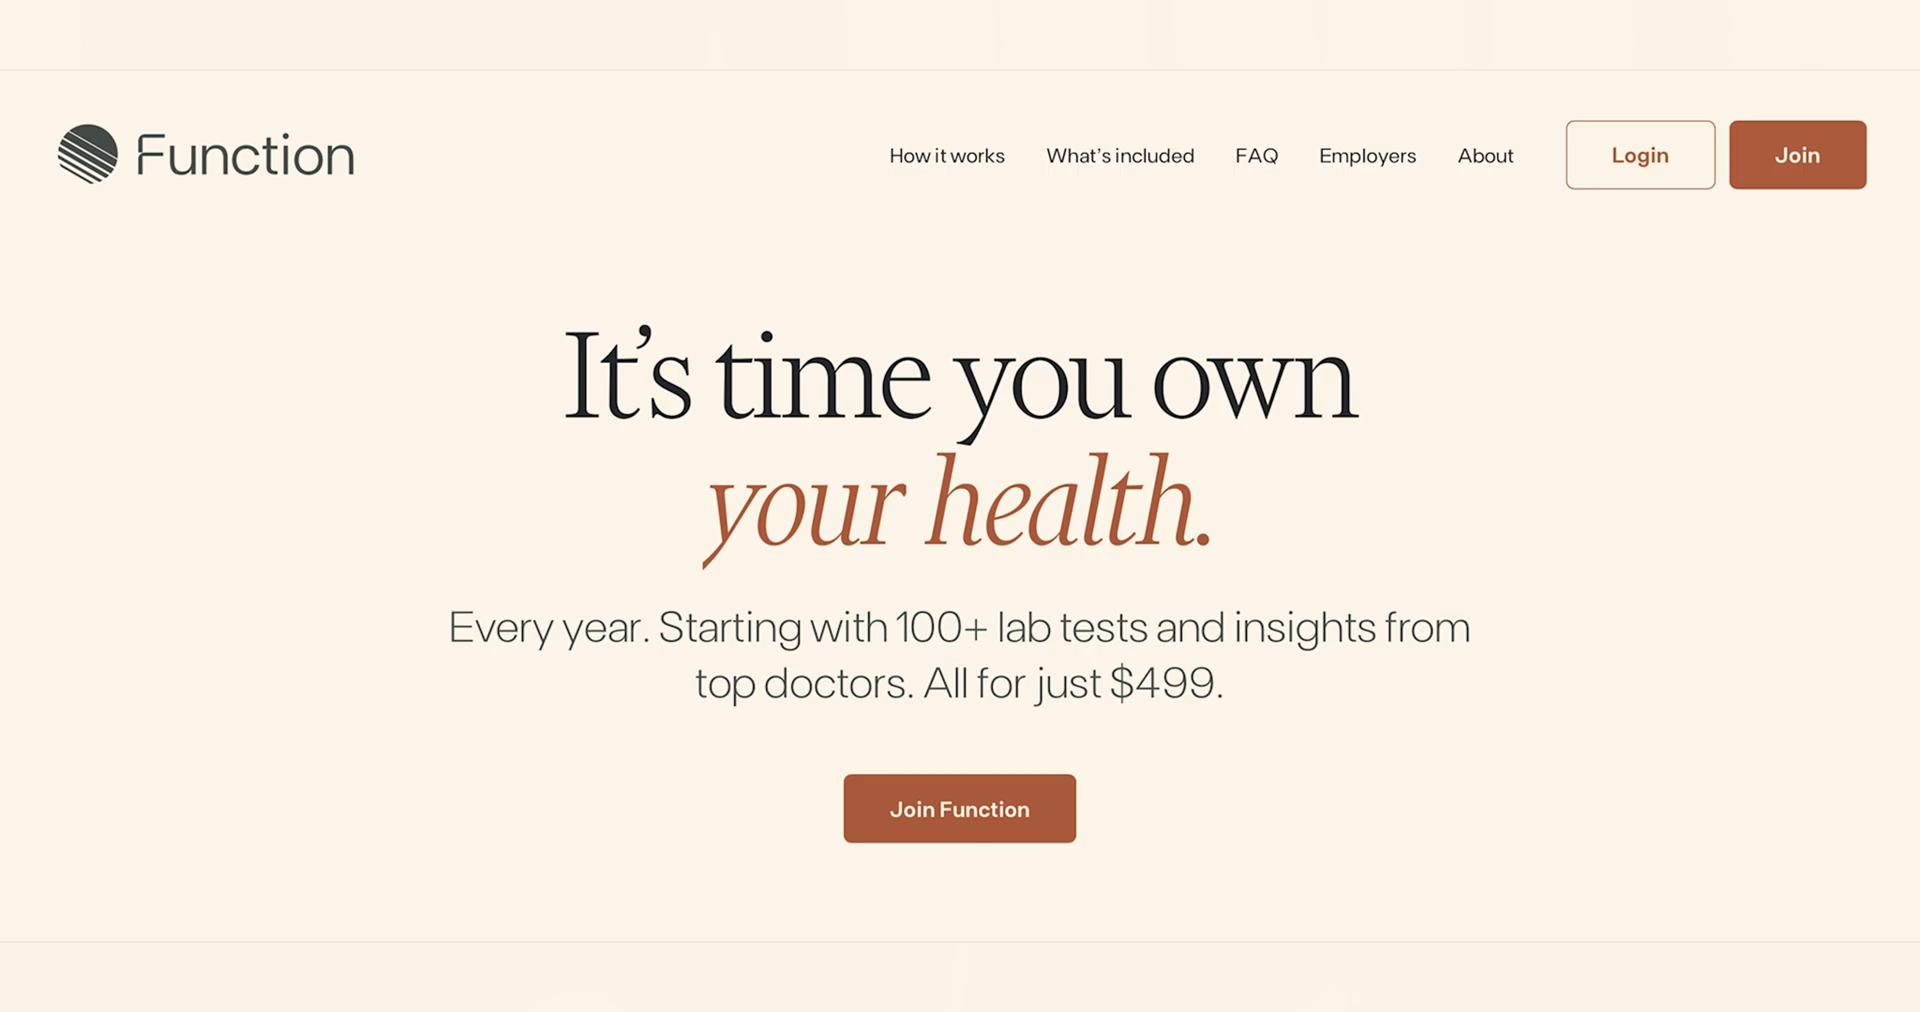 Function
How it works
What's included
FAQ
Employers
About
Login
Join
It's time you own
your health.
Every year. Starting with 100+ lab tests and insights from
top doctors. All for just $499.
Join Function